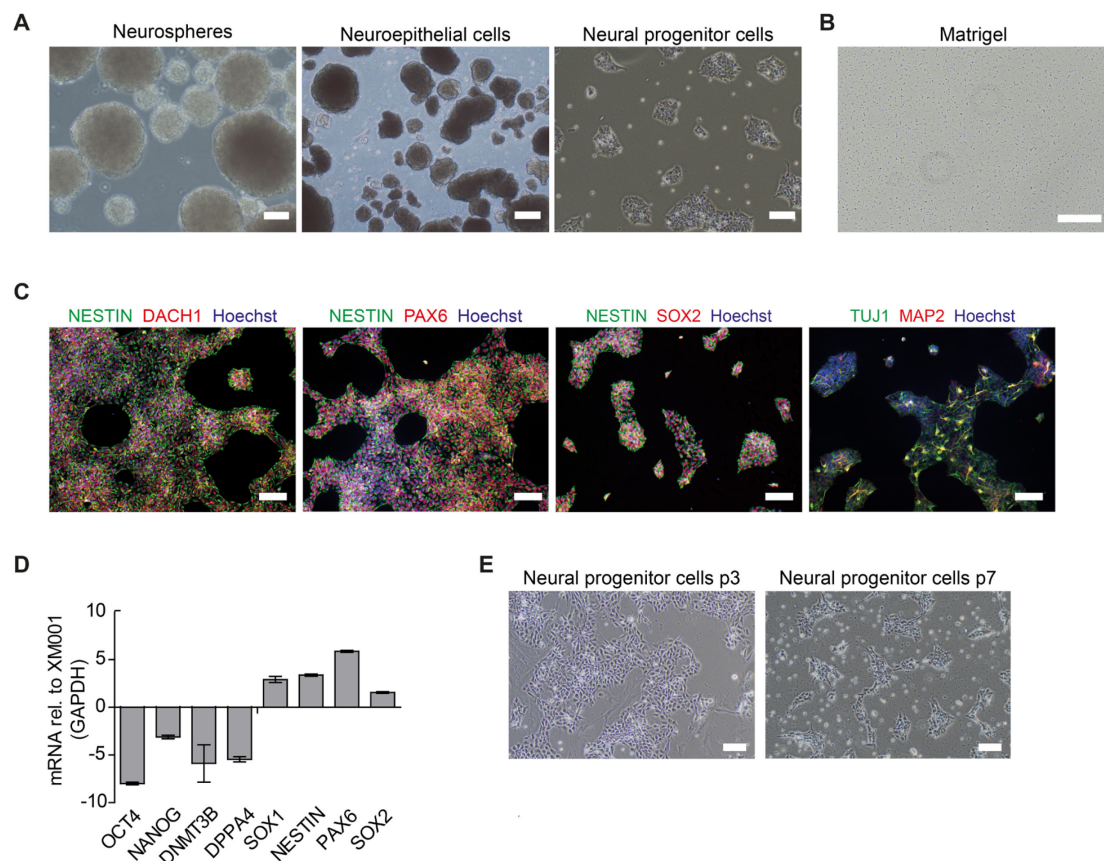 A
Neurospheres
Neuroepithelial cells
Neural progenitor cells
B
Matrigel
C
NESTIN DACH1 Hoechst
NESTIN PAX6 Hoechst
NESTIN SOX2 Hoechst
TUJ1 MAP2 Hoechst
D
mRNA rel. to XM001
(GAPDH)
10
5
0
-5
-10
OCT4
NANOG
DNMT3B
DPPA4
SOX1
NESTIN
PAX6
SOX2
E
Neural progenitor cells p3
Neural progenitor cells p7